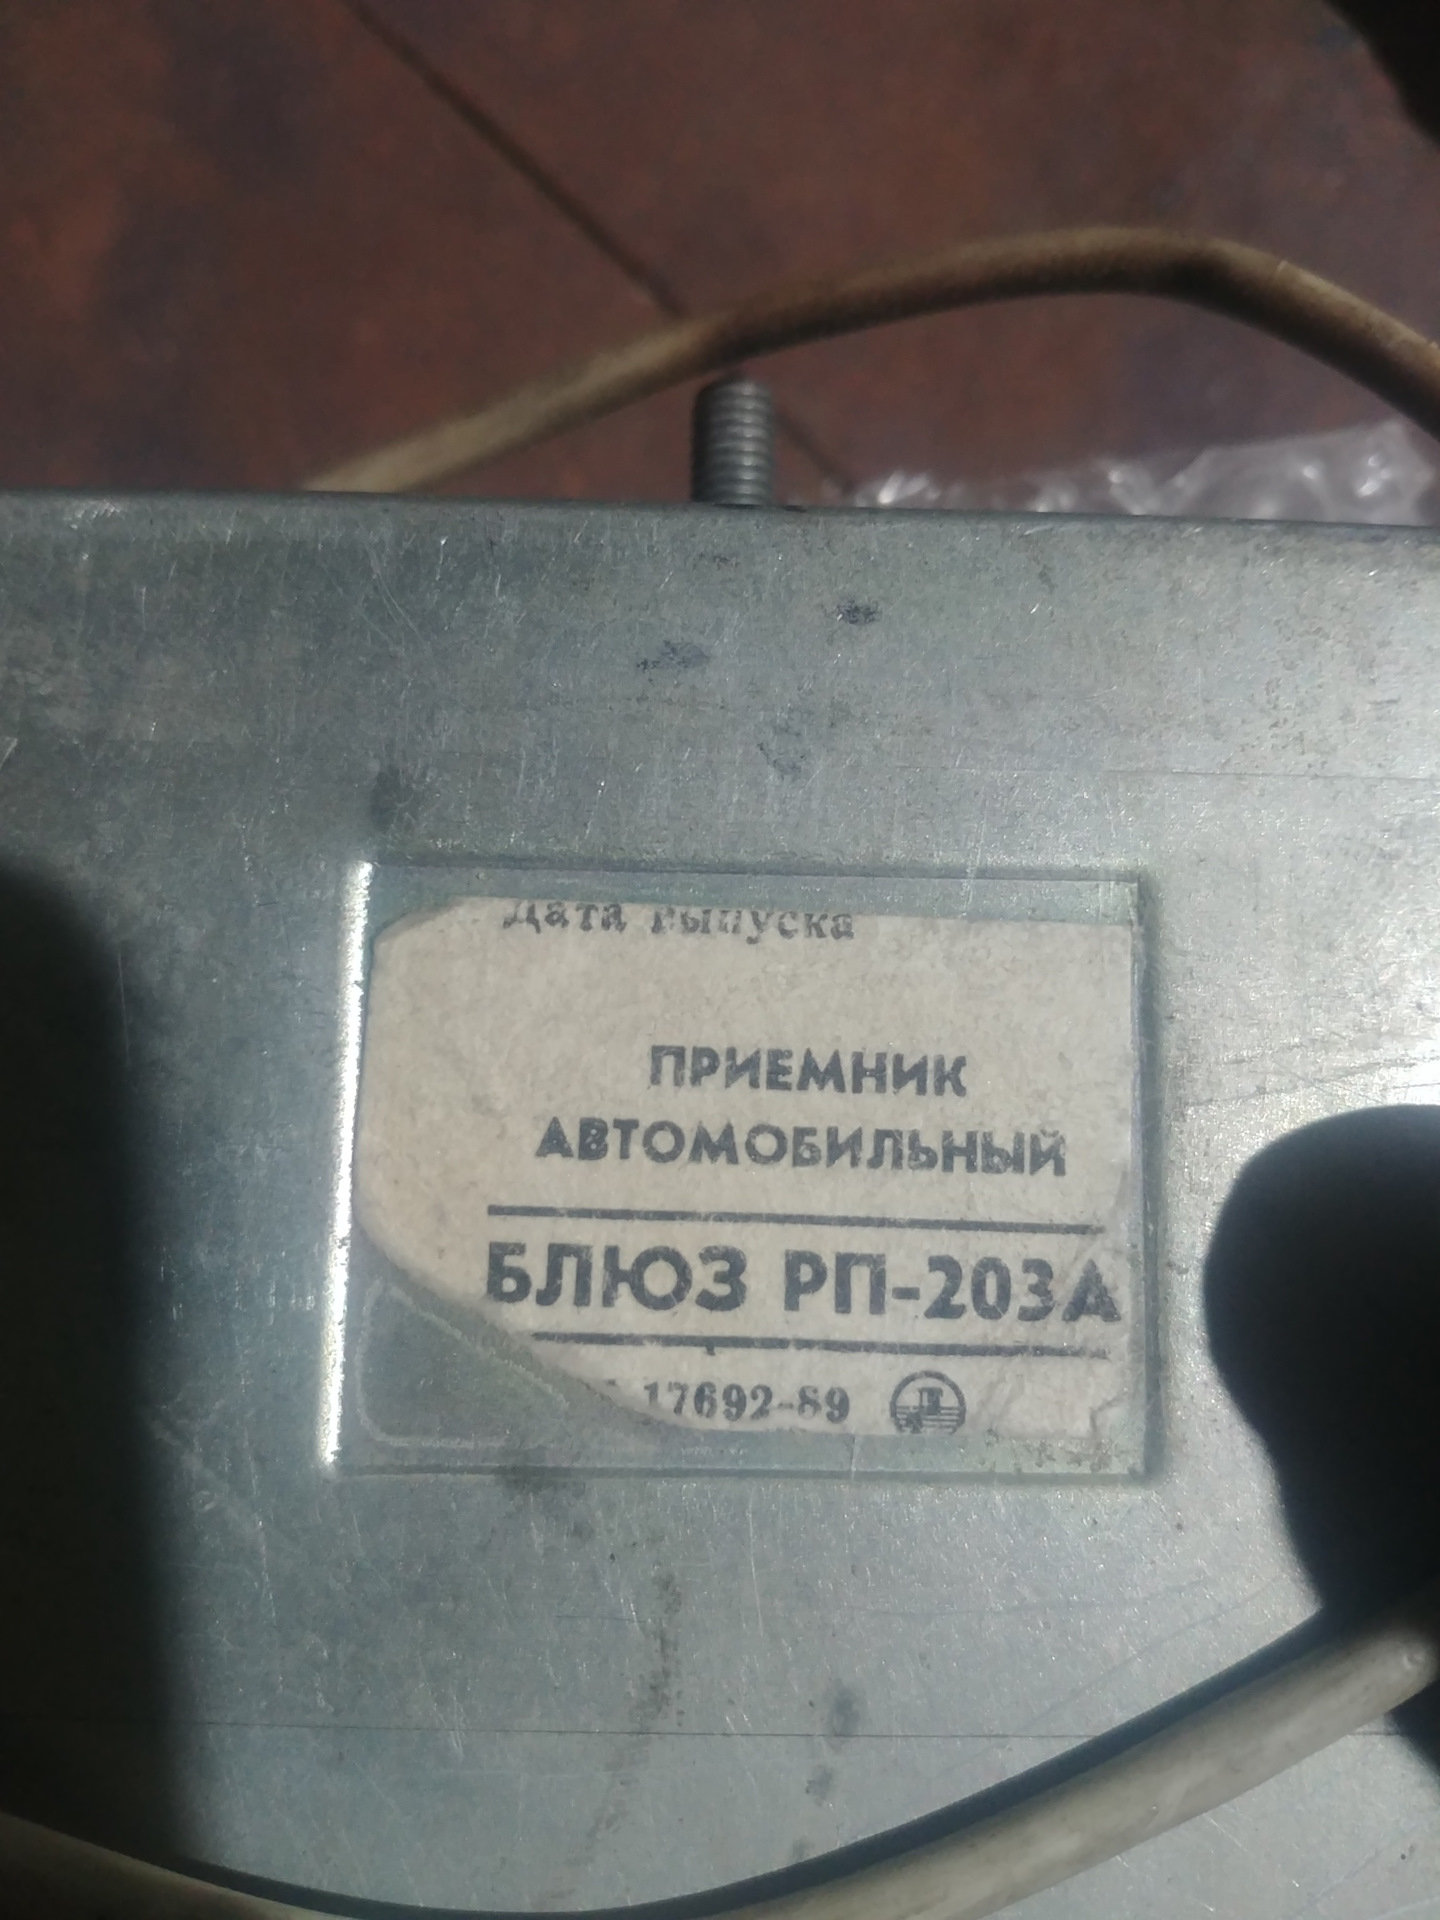 Дата выпуска
ПРИЕМНИК
АВТОМОБИЛЬНЫЙ
БЛЮЗ РП-203А
17692-89